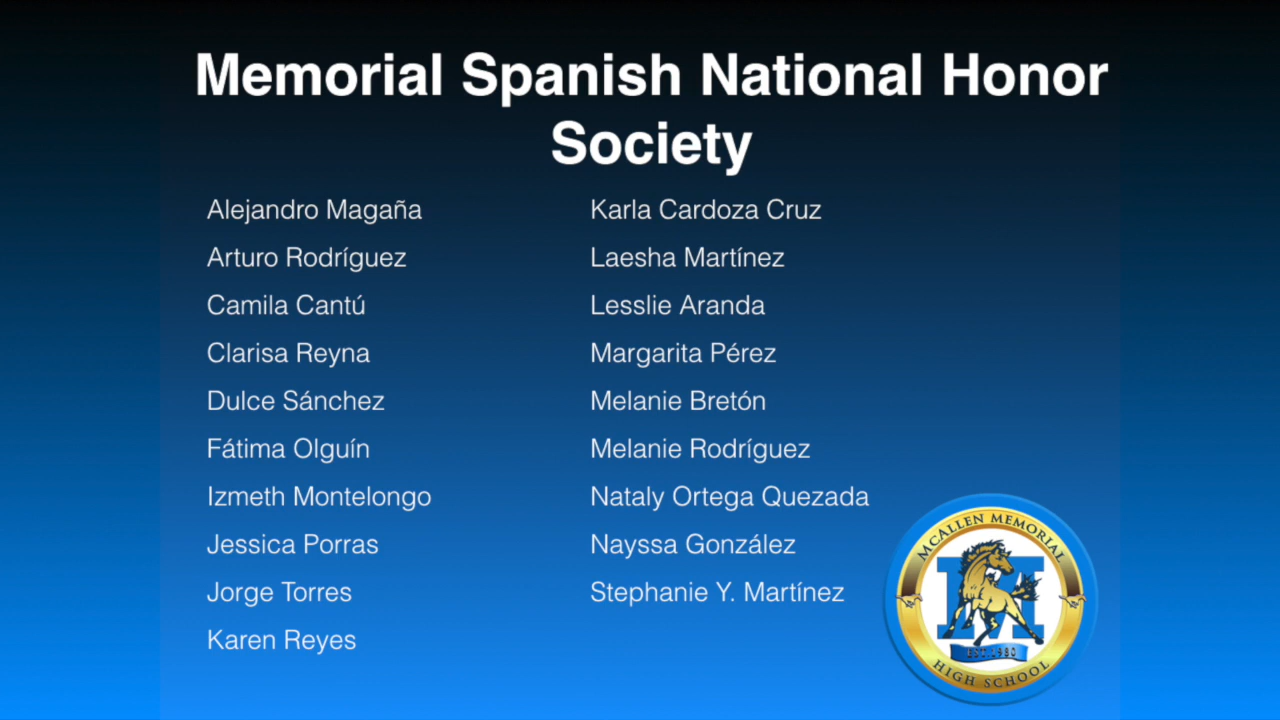 Memorial Spanish National Honor
Society
Alejandro Magaña
Arturo Rodríguez
Camila Cantú
Clarisa Reyna
Dulce Sánchez
Fátima Olguín
Izmeth Montelongo
Jessica Porras
Jorge Torres
Karen Reyes
Karla Cardoza Cruz
Laesha Martínez
Lesslie Aranda
Margarita Pérez
Melanie Bretón
Melanie Rodríguez
Nataly Ortega Quezada
Nayssa González
Stephanie Y. Martínez
MCALLEN MEMORIAL
M
EST. 1980
HIGH SCHOOL